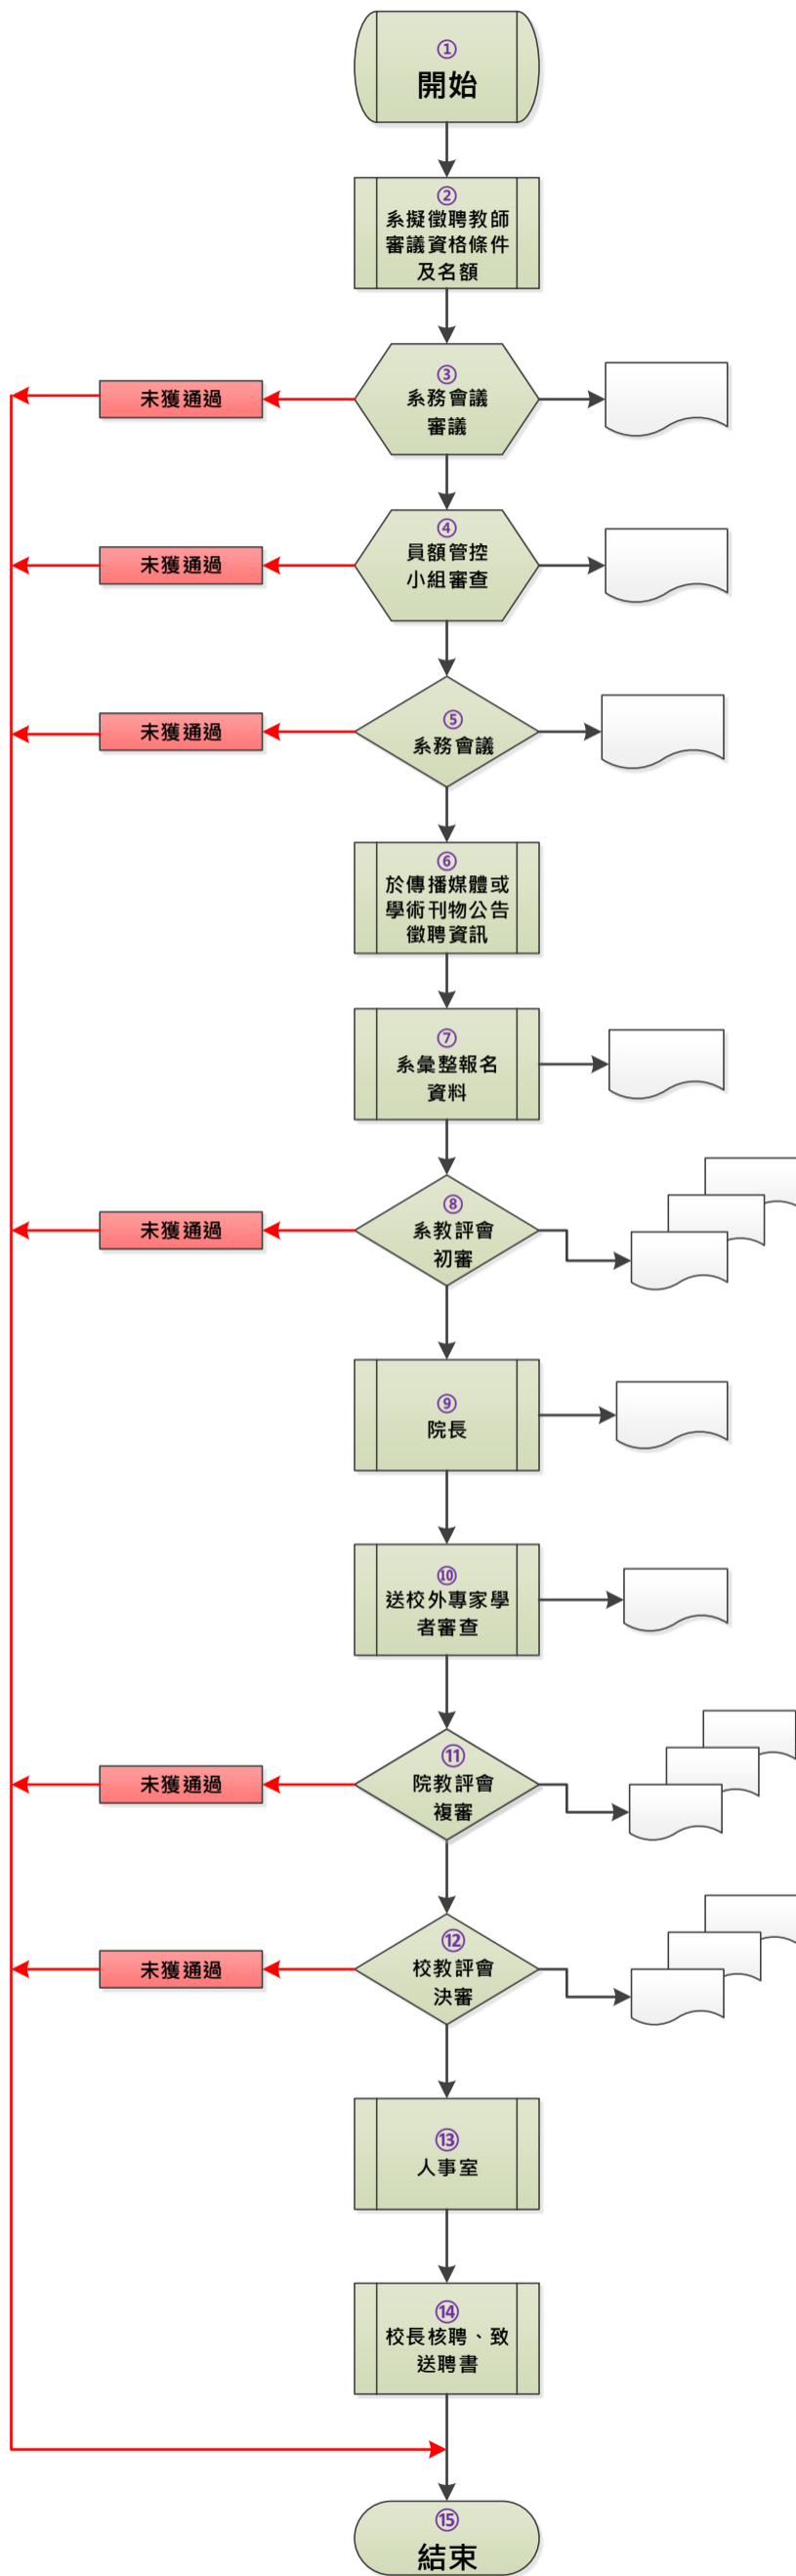 ①
開始
②
系擬徵聘教師
審議資格條件
及名額
③
系務會議
審議
未獲通過
④
員額管控
小組審查
未獲通過
⑤
系務會議
未獲通過
⑥
於傳播媒體或
學術刊物公告
徵聘資訊
⑦
系彙整報名
資料
⑧
系教評會
初審
未獲通過
⑨
院長
⑩
送校外專家學
者審查
⑪
院教評會
複審
未獲通過
⑫
校教評會
決審
未獲通過
⑬
人事室
⑭
校長核聘、致
送聘書
⑮
結束